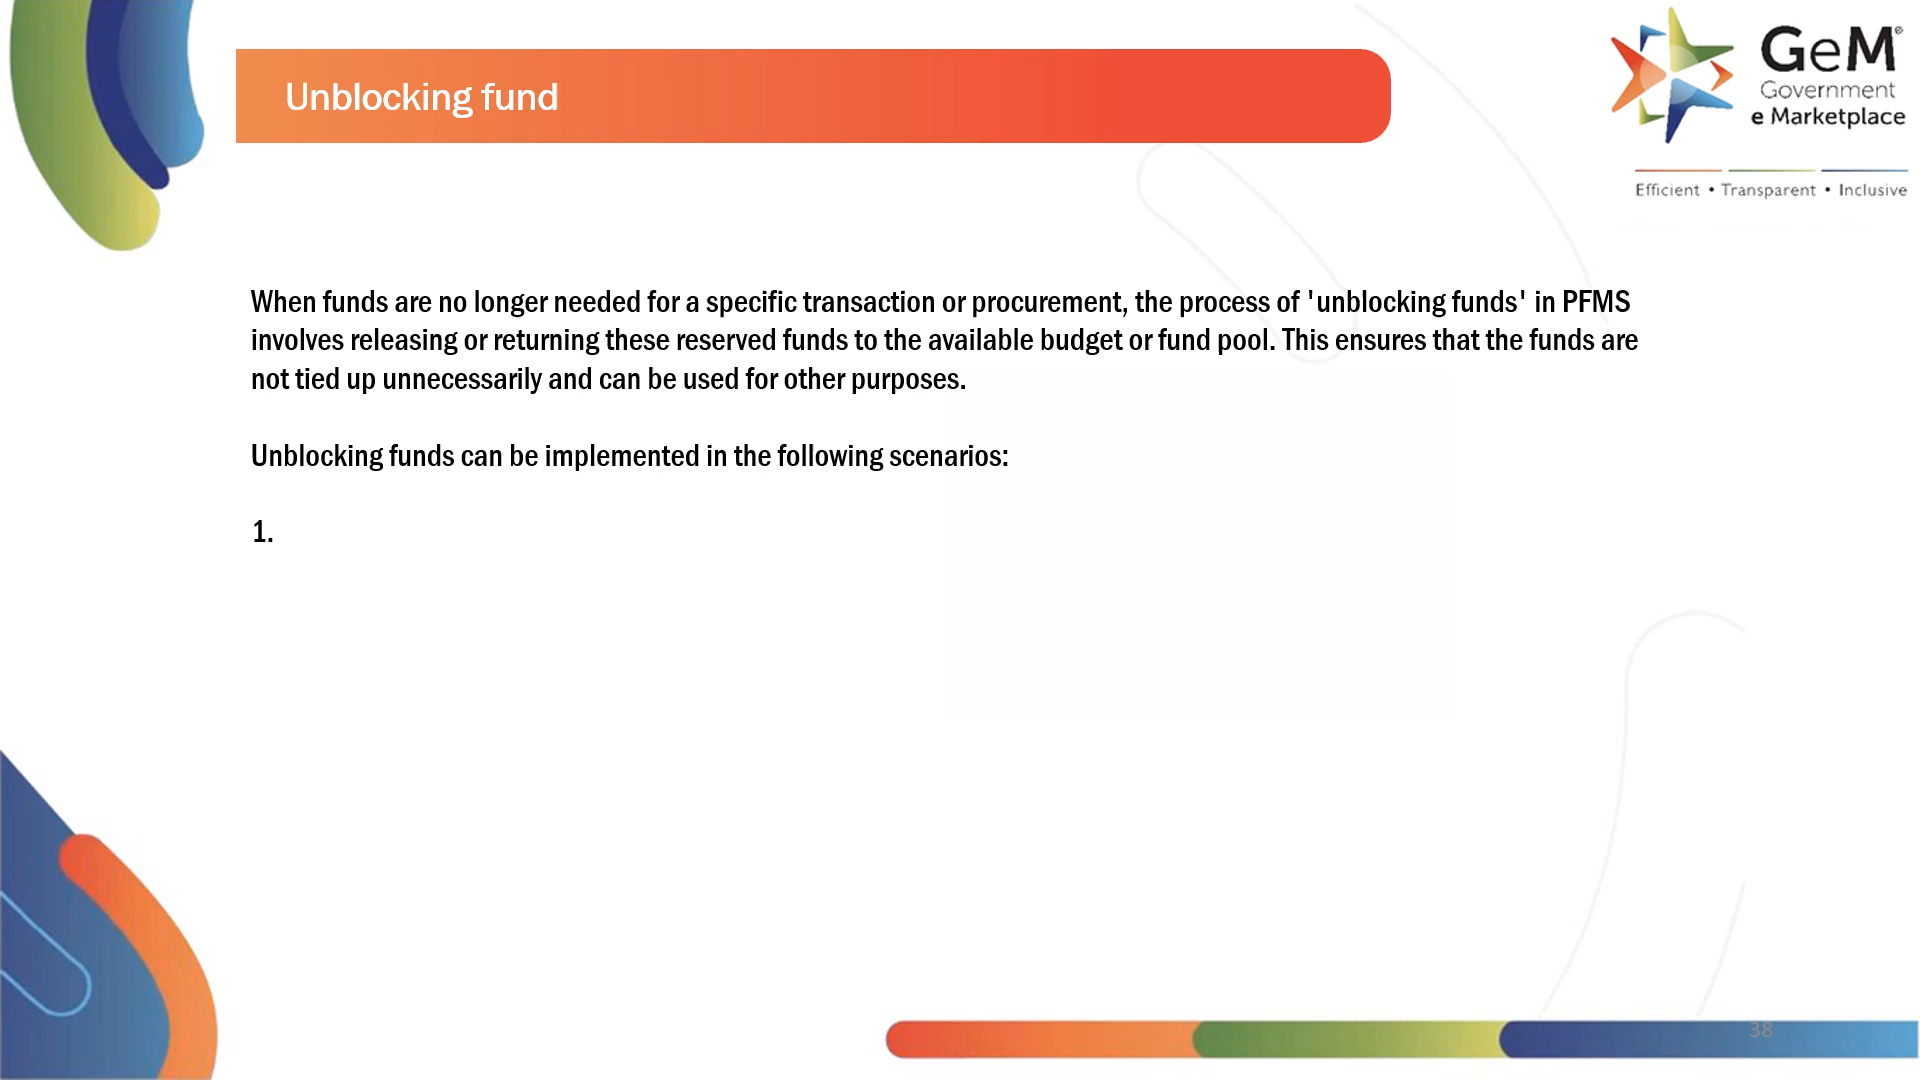 Unblocking fund
GeM®
Government
e Marketplace
Efficient • Transparent • Inclusive
When funds are no longer needed for a specific transaction or procurement, the process of 'unblocking funds' in PFMS
involves releasing or returning these reserved funds to the available budget or fund pool. This ensures that the funds are
not tied up unnecessarily and can be used for other purposes.
Unblocking funds can be implemented in the following scenarios:
1.
38